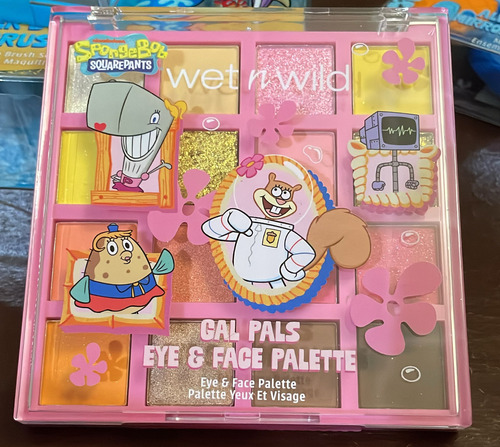 SpongeBob
SQUAREPANTS
wet n wild
GAL PALS
EYE & FACE PALETTE
Eye & Face Palette
Palette Yeux Et Visage